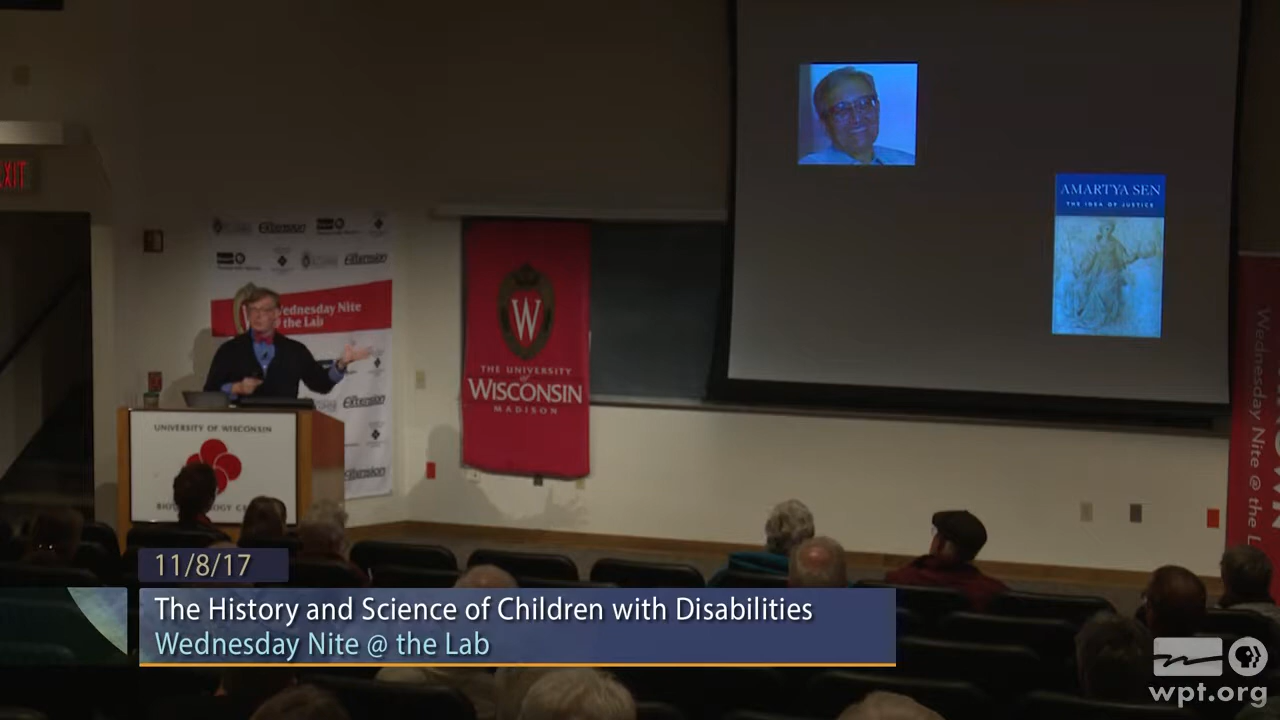 EXIT
AMARTYA SEN
THE IDEA OF JUSTICE
Extension
Extension
Wednesday Nite
@ the Lab
W
THE UNIVERSITY
of
WISCONSIN
MADISON
Extension
UNIVERSITY OF WISCONSIN
Extension
Wednesday Nite @ the L
11/8/17
The History and Science of Children with Disabilities
Wednesday Nite @ the Lab
wpt.org